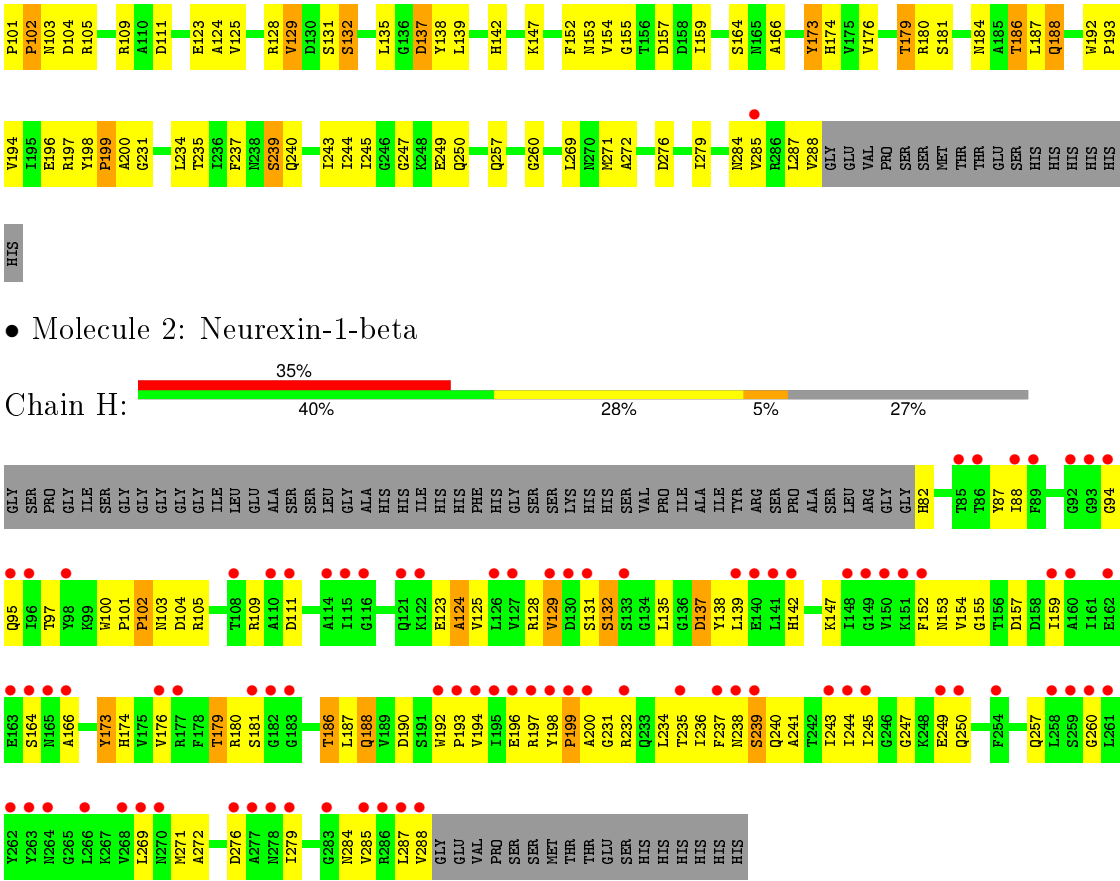 P101 P102 N103 D104 R105 R109 A110 D111 E123 A124 V125 R128 V129 D130 S131 S132 L135 G136 D137 Y138 L139 H142 K147 F152 N153 V154 G155 T156 D157 D158 I159 S164 N165 A166 Y173 H174 V175 V176 T179 R180 S181 N184 A185 T186 L187 Q188 W192 P193
V194 I195 E196 R197 Y198 P199 A200 G231 L234 T235 I236 F237 N238 S239 Q240 I243 I244 I245 G246 G247 K248 E249 Q250 Q257 G260 L269 N270 M271 A272 D276 I279 N284 V285 R286 L287 V288 GLY GLU VAL PRO SER SER MET THR THR GLU SER HIS HIS HIS HIS HIS
HIS
• Molecule 2: Neurexin-1-beta
35%
Chain H:
40% 28% 5% 27%
GLY SER PRO GLY ILE SER GLY GLY GLY GLY GLY ILE LEU GLU ALA SER SER LEU GLY ALA HIS HIS ILE HIS HIS PHE HIS GLY SER SER LYS HIS HIS SER VAL PRO ILE ALA ILE TYR ARG SER PRO ALA SER LEU ARG GLY GLY H82 T85 T86 Y87 I88 F89 G92 G93 G94
Q95 I96 T97 Y98 K99 W100 P101 P102 N103 D104 R105 T108 R109 A110 D111 A114 I115 G116 Q121 K122 E123 A124 V125 L126 V127 R128 V129 D130 S131 S132 S133 G134 L135 G136 D137 Y138 L139 E140 L141 H142 K147 I148 G149 V150 K151 F152 N153 V154 G155 T156 D157 D158 I159 A160 I161 E162
E163 S164 N165 A166 Y173 H174 V175 V176 R177 F178 T179 R180 S181 G182 G183 T186 L187 Q188 V189 D190 S191 W192 P193 V194 I195 E196 R197 Y198 P199 A200 G231 R232 Q233 L234 T235 I236 F237 N238 S239 Q240 A241 T242 I243 I244 I245 G246 G247 K248 E249 Q250 F254 Q257 L258 S259 G260 L261
Y262 Y263 N264 G265 L266 K267 V268 L269 N270 M271 A272 D276 A277 N278 I279 G283 N284 V285 R286 L287 V288 GLY GLU VAL PRO SER SER MET THR THR GLU SER HIS HIS HIS HIS HIS HIS